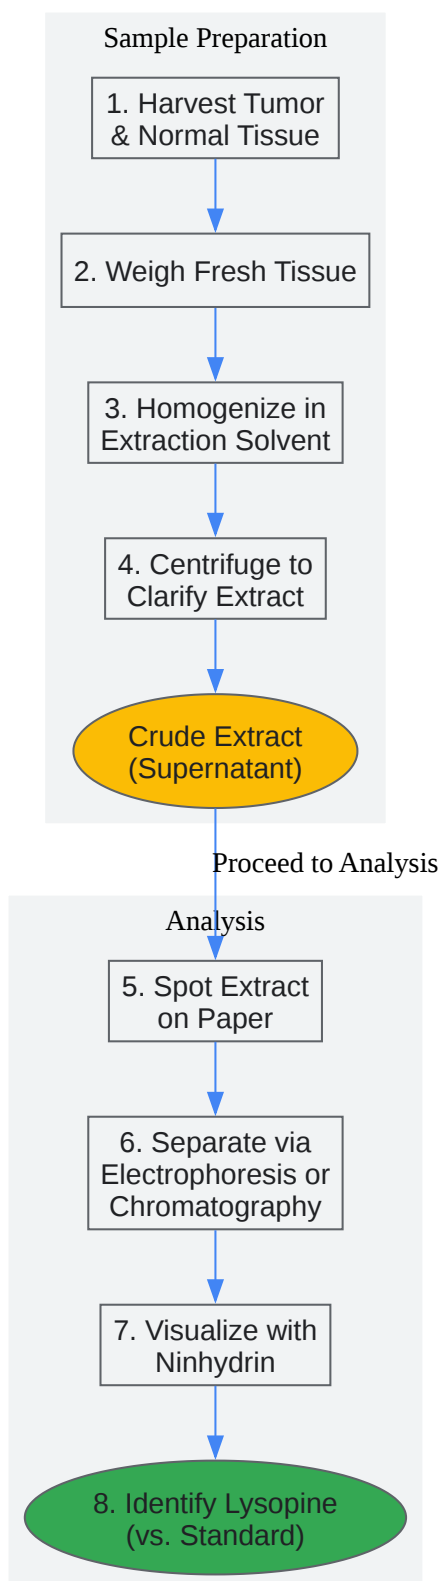 Sample Preparation
1. Harvest Tumor
& Normal Tissue
2. Weigh Fresh Tissue
3. Homogenize in
Extraction Solvent
4. Centrifuge to
Clarify Extract
Crude Extract
(Supernatant)
Proceed to Analysis
Analysis
5. Spot Extract
on Paper
6. Separate via
Electrophoresis or
Chromatography
7. Visualize with
Ninhydrin
8. Identify Lysopine
(vs. Standard)